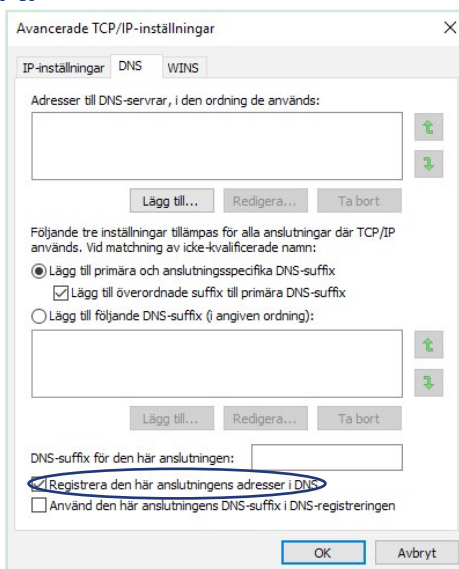 Avancerade TCP/IP-inställningar
IP-inställningar DNS WINS
Adresser till DNS-servrar, i den ordning de används:
Lägg till... Redigera... Ta bort
Följande tre inställningar tillämpas för alla anslutningar där TCP/IP
används. Vid matchning av icke-kvalificerade namn:
Lägg till primära och anslutningsspecifika DNS-suffix
Lägg till överordnade suffix till primära DNS-suffix
Lägg till följande DNS-suffix (i angiven ordning):
Lägg till... Redigera... Ta bort
DNS-suffix för den här anslutningen:
Registrera den här anslutningens adresser i DNS
Använd den här anslutningens DNS-suffix i DNS-registreringen
OK Avbryt